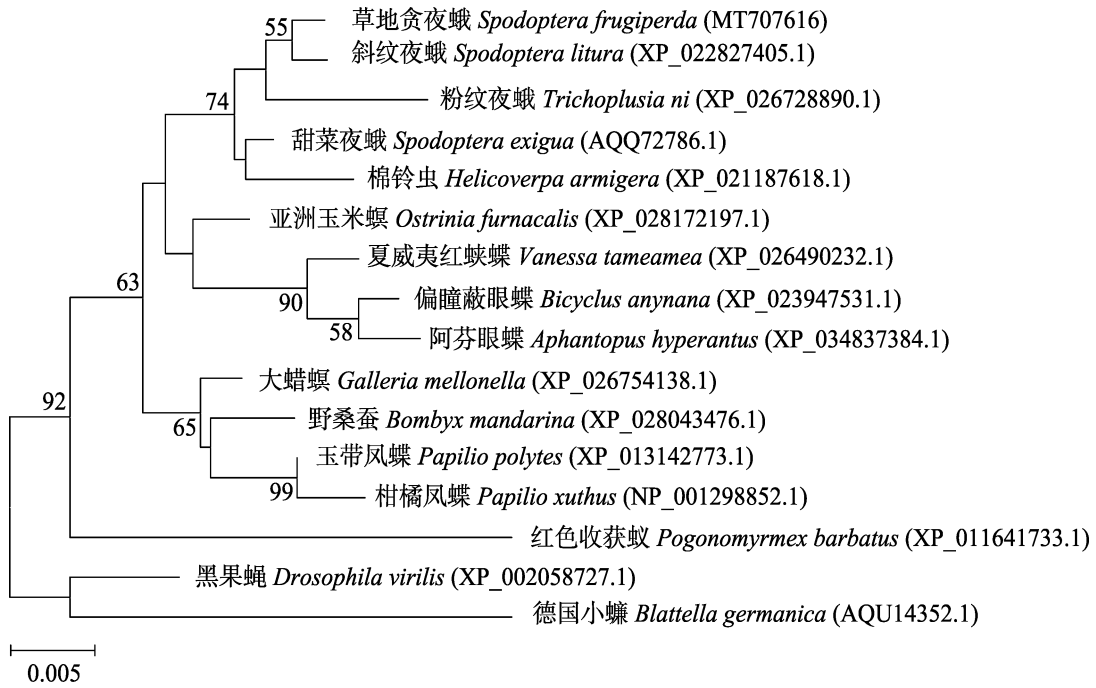 55
草地贪夜蛾 Spodoptera frugiperda (MT707616)
斜纹夜蛾 Spodoptera litura (XP_022827405.1)
74
粉纹夜蛾 Trichoplusia ni (XP_026728890.1)
甜菜夜蛾 Spodoptera exigua (AQQ72786.1)
棉铃虫 Helicoverpa armigera (XP_021187618.1)
亚洲玉米螟 Ostrinia furnacalis (XP_028172197.1)
夏威夷红蛱蝶 Vanessa tameamea (XP_026490232.1)
63
90
偏瞳蔽眼蝶 Bicyclus anynana (XP_023947531.1)
58
阿芬眼蝶 Aphantopus hyperantus (XP_034837384.1)
大蜡螟 Galleria mellonella (XP_026754138.1)
92
65
野桑蚕 Bombyx mandarina (XP_028043476.1)
玉带凤蝶 Papilio polytes (XP_013142773.1)
99
柑橘凤蝶 Papilio xuthus (NP_001298852.1)
红色收获蚁 Pogonomyrmex barbatus (XP_011641733.1)
黑果蝇 Drosophila virilis (XP_002058727.1)
德国小蠊 Blattella germanica (AQU14352.1)
0.005